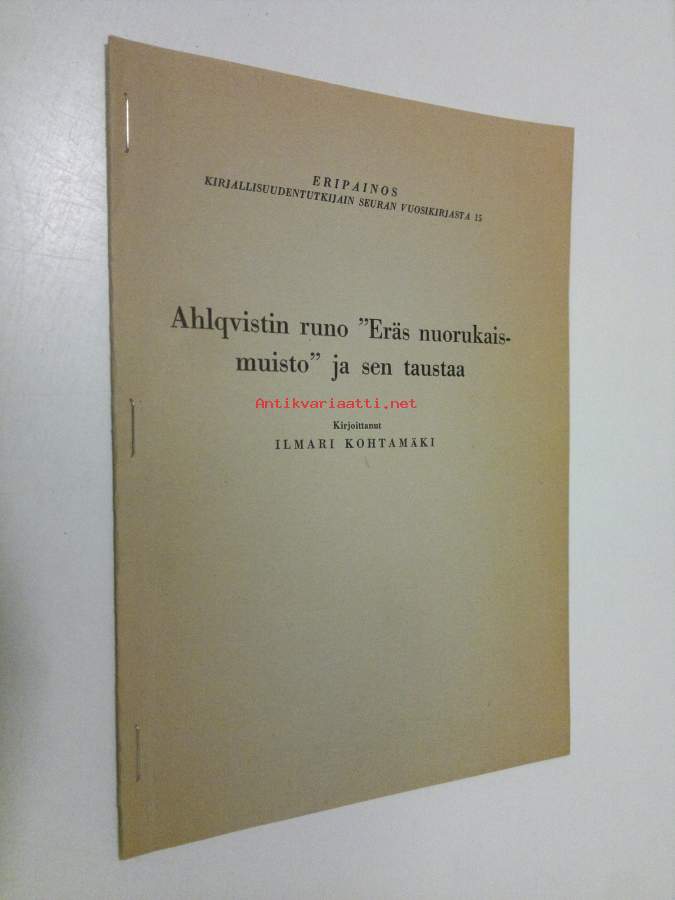 ERIPAINOS
KIRJALLISUUDENTUTKIJAIN SEURAN VUOSIKIRJASTA 15
Ahlqvistin runo ”Eräs nuorukais-
muisto” ja sen taustaa
Antikvariaatti.net
Kirjoittanut
ILMARI KOHTAMÄKI